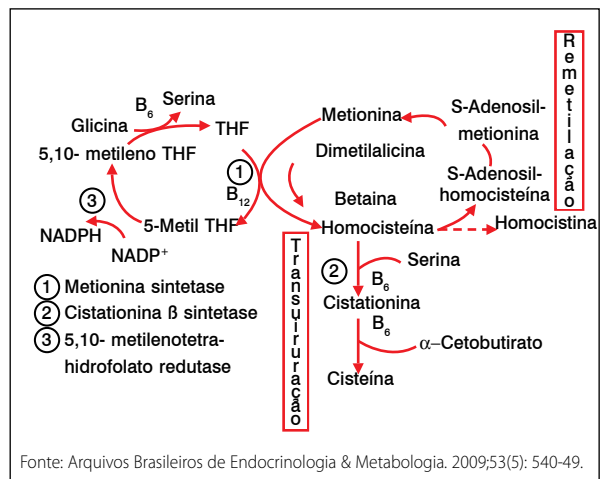 Serina
B6
Glicina
THF
5,10- metileno THF
1
B12
3
5-Metil THF
NADPH
NADP+
Metionina
S-Adenosil-
metionina
Dimetilalicina
S-Adenosil-
homocisteína
Betaina
Homocisteína
Homocistina
2
Serina
B6
Cistationina
B6
α–Cetobutirato
Cisteína
Remetilação
Transulruração
1 Metionina sintetase
2 Cistationina ß sintetase
3 5,10- metilenotetra-
hidrofolato redutase
Fonte: Arquivos Brasileiros de Endocrinologia & Metabologia. 2009;53(5): 540-49.